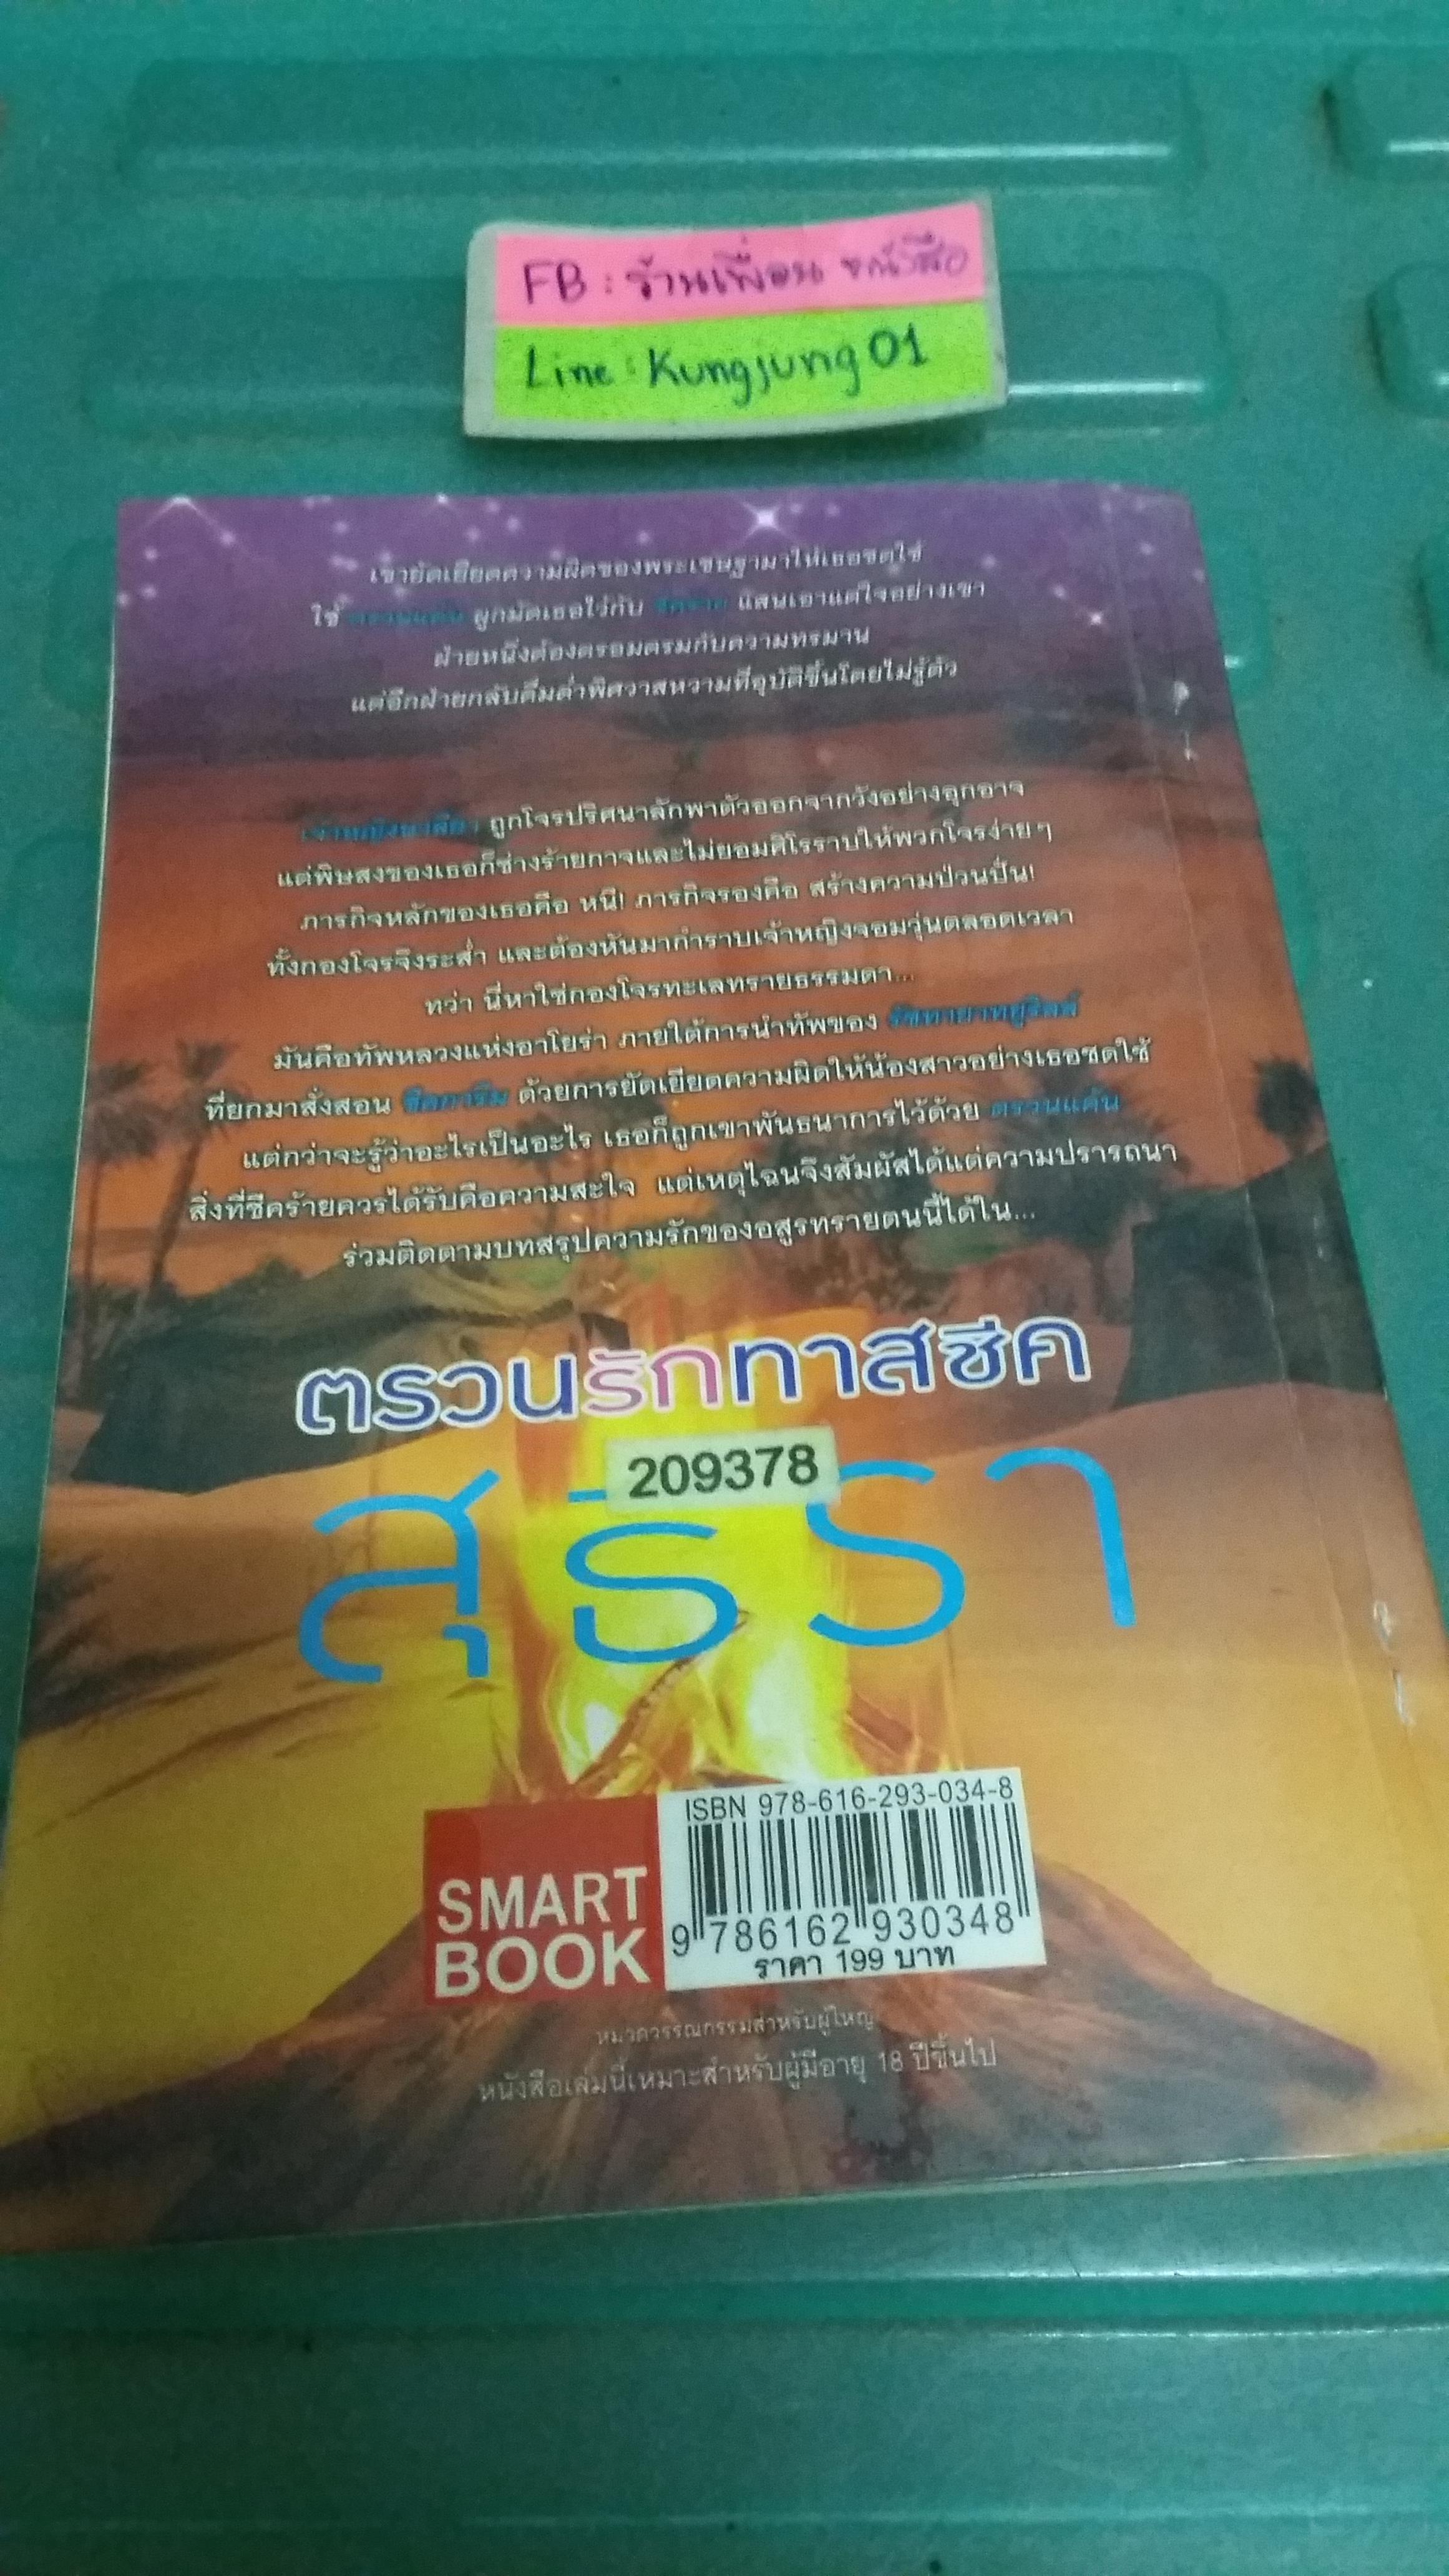 FB : ร้านเพื่อน
Line : Kungjung01
เขายัดเยียดความผิดของพระเชษฐามาให้เธอชดใช้
ใช้ ตรวนแค้น ผูกมัดเธอไว้กับ ชีคร้าย แสนเอาแต่ใจอย่างเขา
ฝ่ายหนึ่งต้องตรอมตรมกับความทรมาน
แต่อีกฝ่ายกลับดื่มด่ำพิศวาสหวามที่อุบัติขึ้นโดยไม่รู้ตัว
ถูกโจรปริศนาลักพาตัวออกจากวังอย่างอุกอาจ
แต่พิษสงของเธอก็ช่างร้ายกาจและไม่ยอมศิโรราบให้พวกโจรง่ายๆ
ภารกิจหลักของเธอคือ หนี! ภารกิจรองคือ สร้างความป่วนปั่น!
ทั้งกองโจรจึงระส่ำ และต้องหันมากำราบเจ้าหญิงจอมวุ่นตลอดเวลา
ทว่า นี่หาใช่กองโจรทะเลทรายธรรมดา...
มันคือทัพหลวงแห่งอาโยร่า ภายใต้การนำทัพของ
ที่ยกมาสั่งสอน ชีคการีม ด้วยการยัดเยียดความผิดให้น้องสาวอย่างเธอชดใช้
แต่กว่าจะรู้ว่าอะไรเป็นอะไร เธอก็ถูกเขาพันธนาการไว้ด้วย ตรวนแค้น
สิ่งที่ชีคร้ายควรได้รับคือความสะใจ แต่เหตุไฉนจึงสัมผัสได้แต่ความปรารถนา
ร่วมติดตามบทสรุปความรักของอสูรทรายตนนี้ได้ใน...
ตรวนรักทาสชีค
209378
สุธิรา
ISBN 978-616-293-034-8
SMART
BOOK
9 786162 930348
ราคา 199 บาท
หมวดวรรณกรรมสำหรับผู้ใหญ่
หนังสือเล่มนี้เหมาะสำหรับผู้มีอายุ 18 ปีขึ้นไป